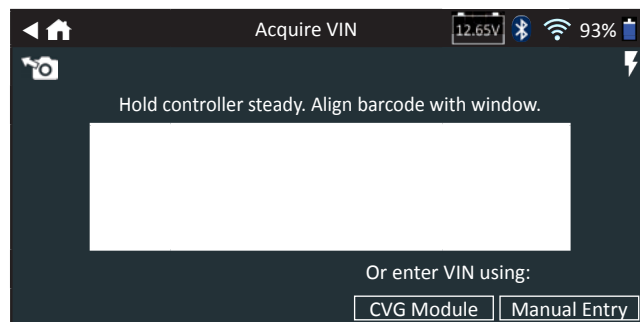 Acquire VIN
12.65V
93%
Hold controller steady. Align barcode with window.
Or enter VIN using:
CVG Module
Manual Entry